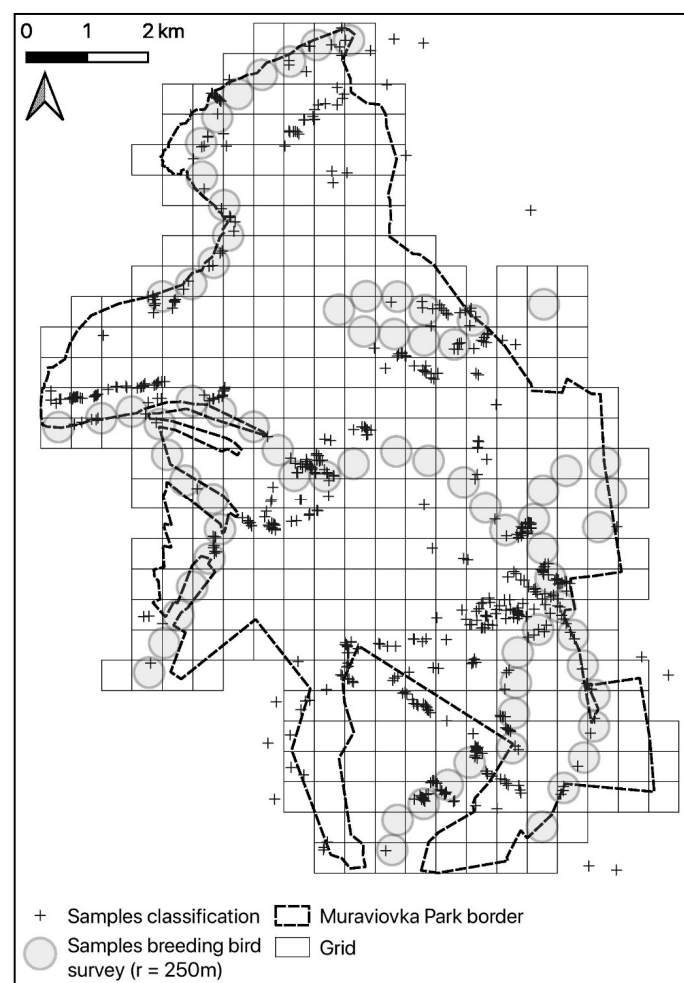 0 1 2 km
Samples classification
Muraviovka Park border
Samples breeding bird
survey (r = 250m)
Grid